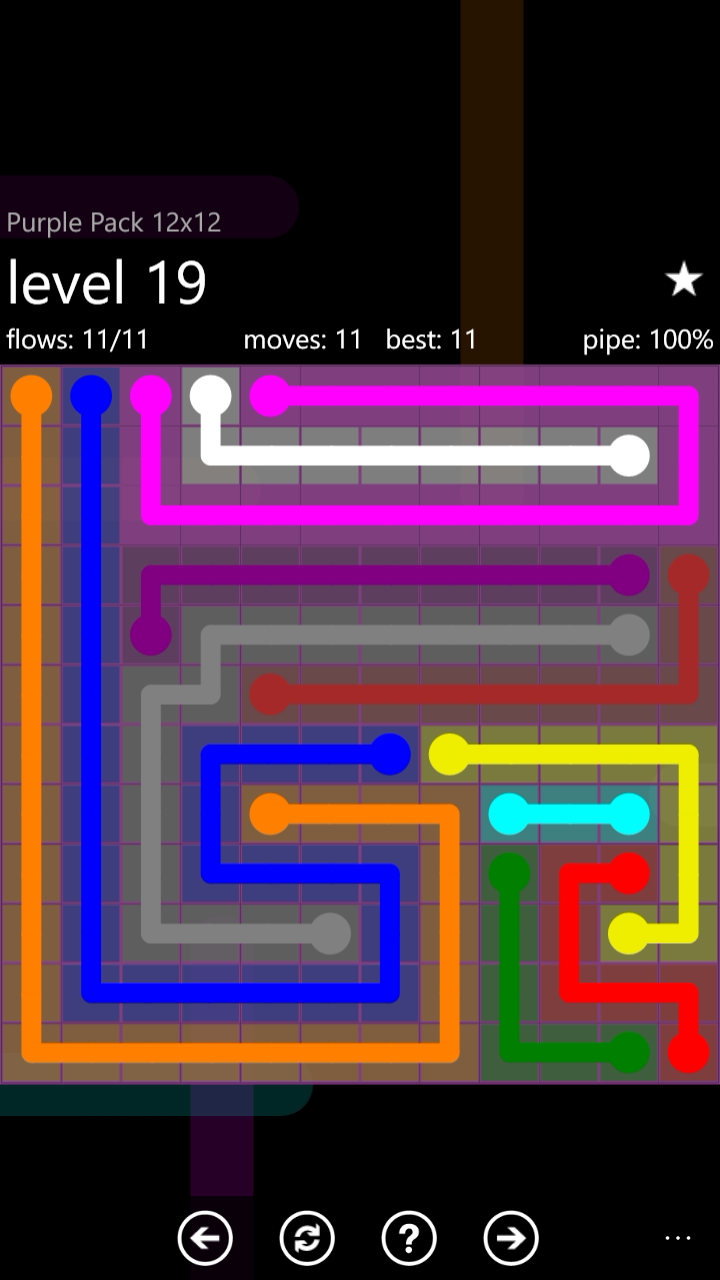 Purple Pack 12x12
level 19
flows: 11/11 moves: 11 best: 11 pipe: 100%
?
...